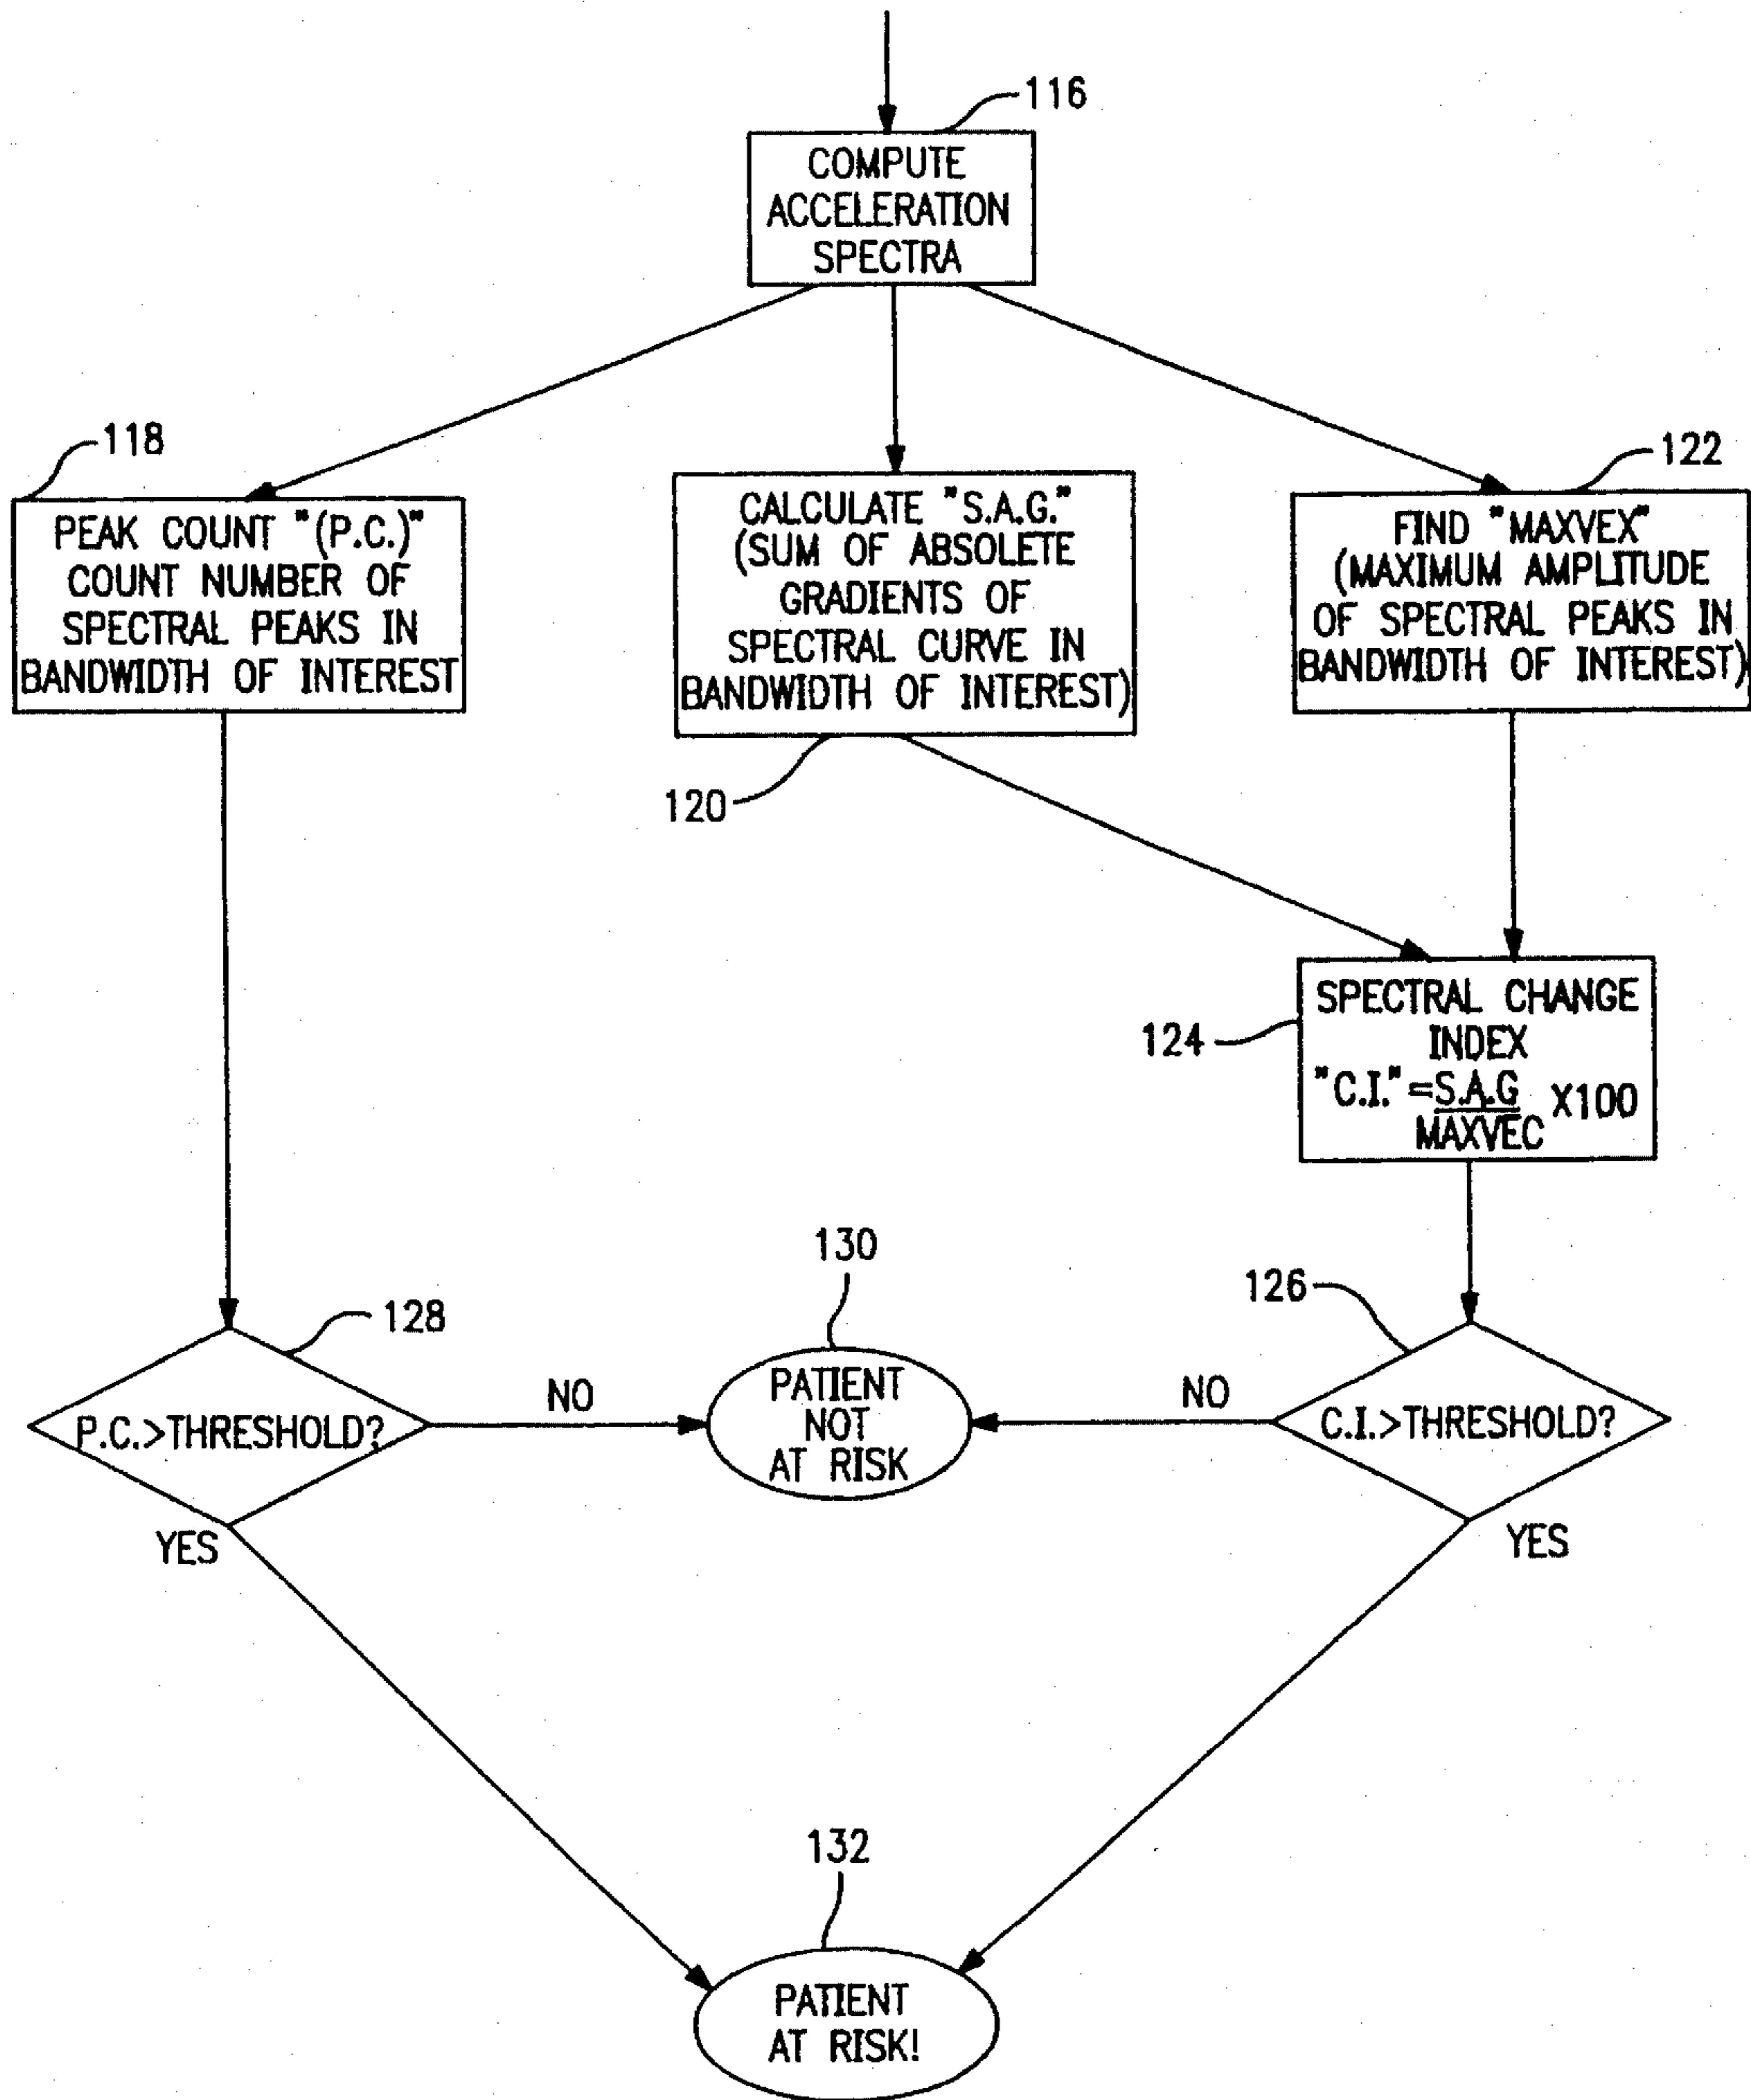 116
COMPUTE
ACCELERATION
SPECTRA
118
PEAK COUNT "(P.C.)"
COUNT NUMBER OF
SPECTRAL PEAKS IN
BANDWIDTH OF INTEREST
CALCULATE "S.A.G."
(SUM OF ABSOLETE
GRADIENTS OF
SPECTRAL CURVE IN
BANDWIDTH OF INTEREST)
120
122
FIND "MAXVEX"
(MAXIMUM AMPLITUDE
OF SPECTRAL PEAKS IN
BANDWIDTH OF INTEREST)
124
SPECTRAL CHANGE
INDEX
"C.I." = S.A.G X100
MAXVEC
130
126
128
P.C.>THRESHOLD?
NO
PATIENT
NOT
AT RISK
NO
C.I.>THRESHOLD?
YES
YES
132
PATIENT
AT RISK!